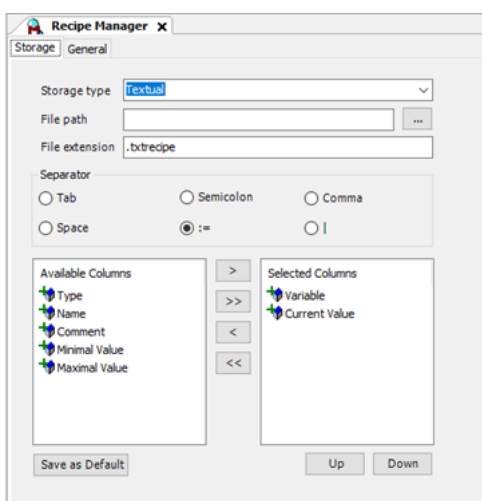 Recipe Manager X
Storage General
Storage type Textual
File path ...
File extension .txtrecipe
Separator
Tab Semicolon Comma
Space := |
Available Columns
Type
Name
Comment
Minimal Value
Maximal Value
>
>>
<
<<
Selected Columns
Variable
Current Value
Save as Default Up Down